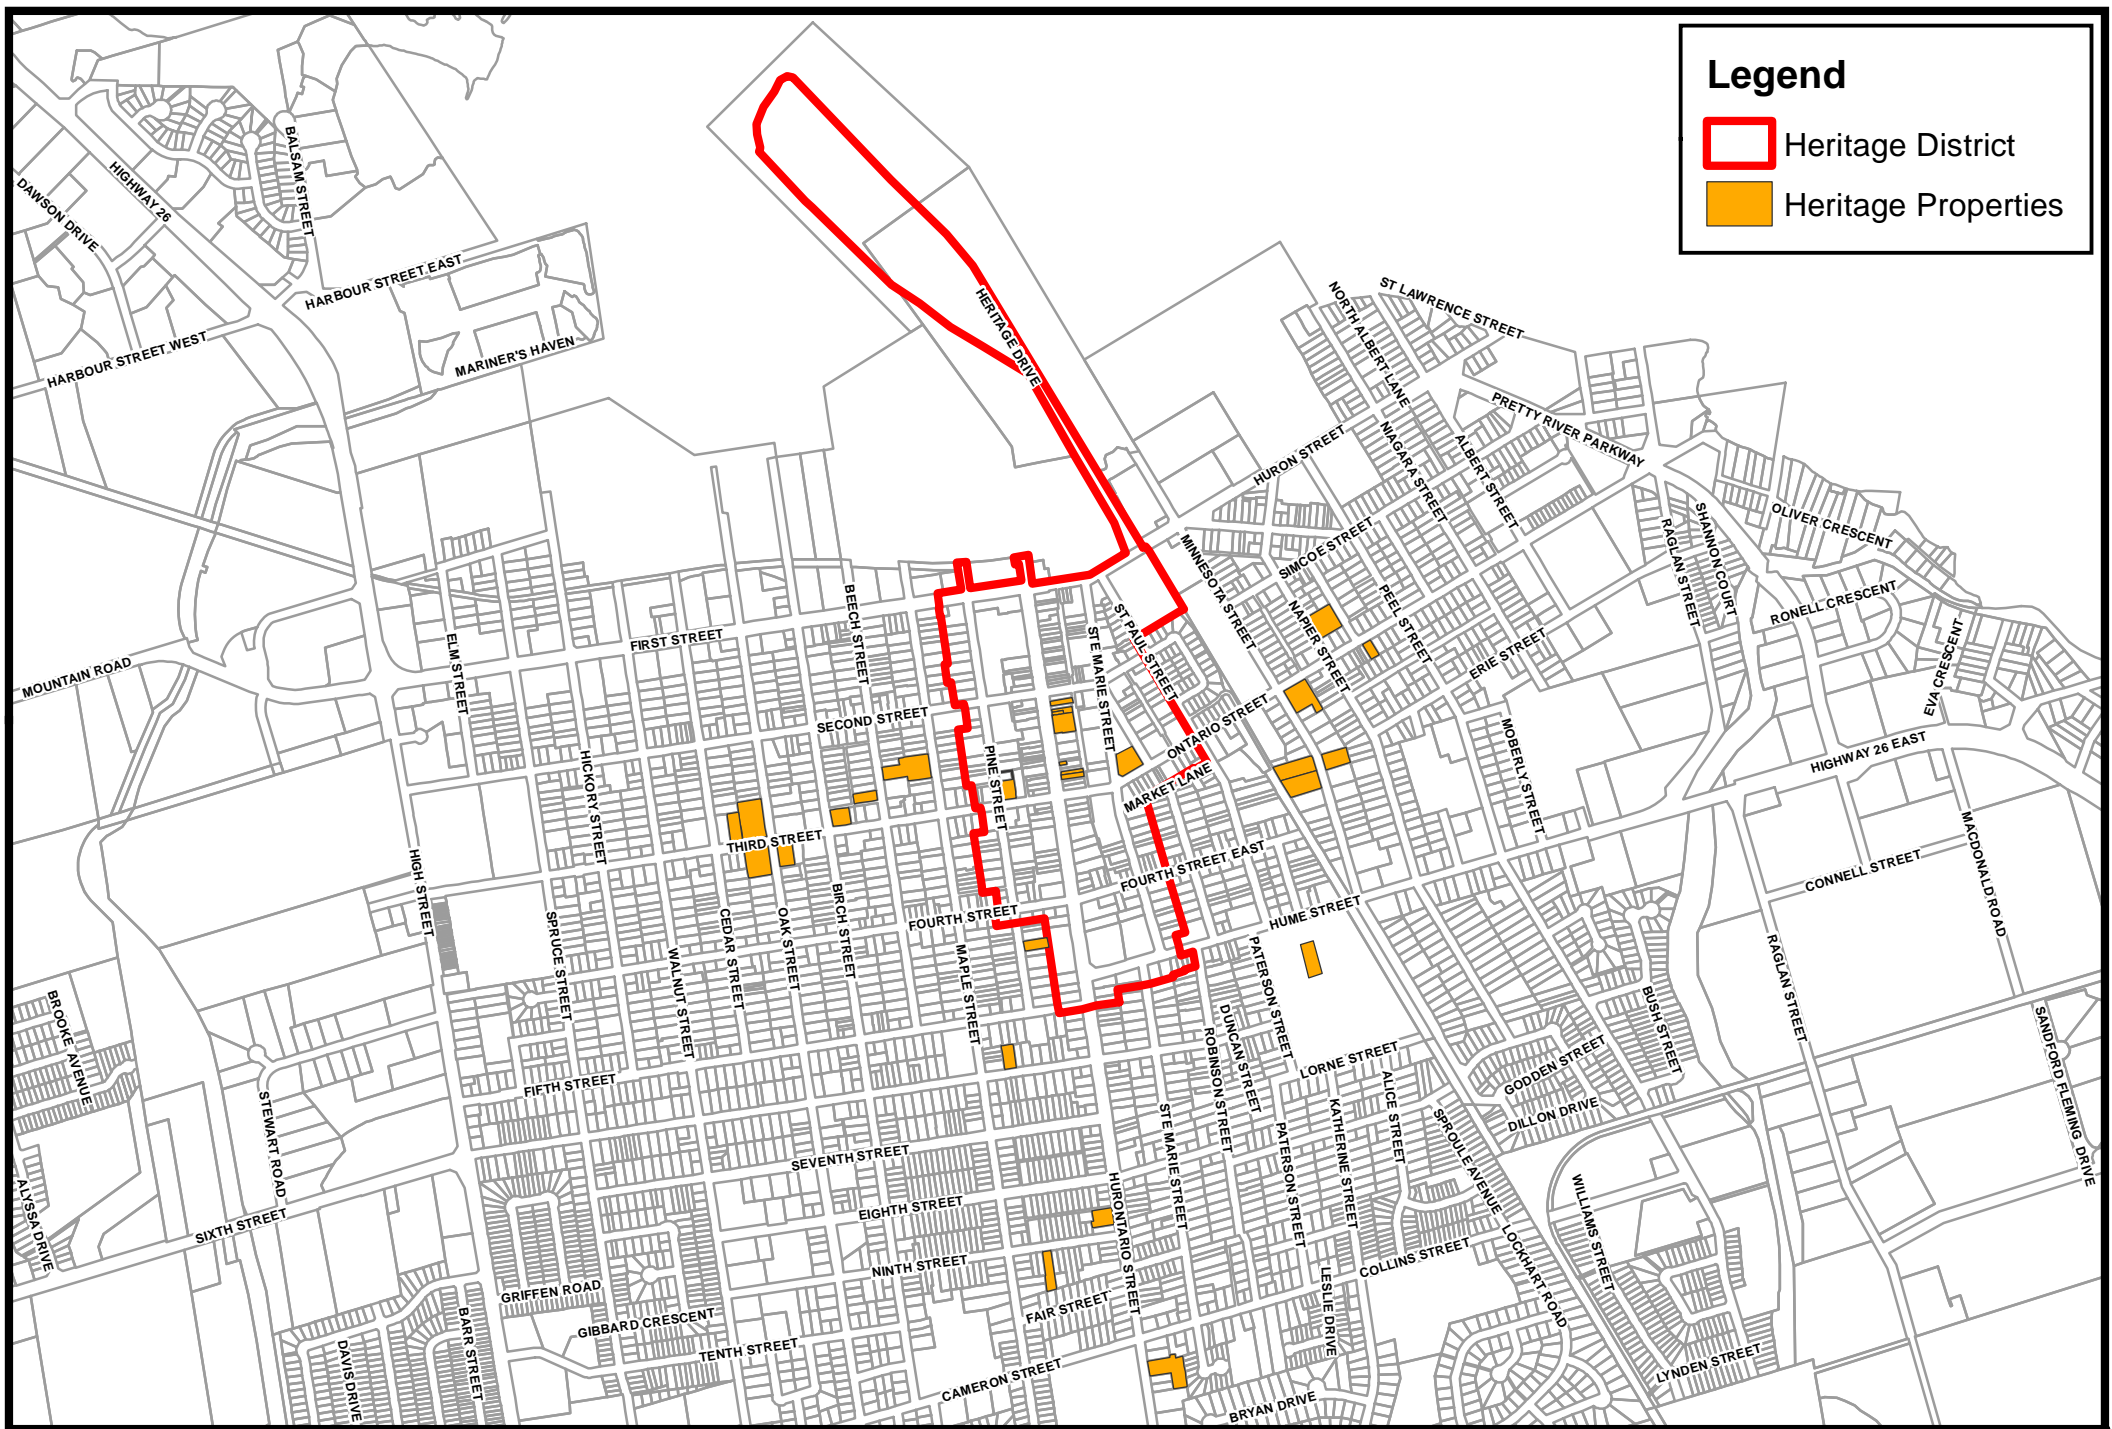 Legend
Heritage District
Heritage Properties
BALSAM STREET
HIGHWAY 26
DAWSON DRIVE
HARBOUR STREET EAST
HARBOUR STREET WEST
MARINER'S HAVEN
HERITAGE DRIVE
ST LAWRENCE STREET
NORTH ALBERT LANE
PRETTY RIVER PARKWAY
HURON STREET
NIAGARA STREET
ALBERT STREET
OLIVER CRESCENT
SHANNON COURT
RAGLAN STREET
SIMCOE STREET
MINNESOTA STREET
RONELL CRESCENT
BEECH STREET
PEEL STREET
NAPIER STREET
ST PAUL STREET
STE MARIE STREET
FIRST STREET
ELM STREET
ERIE STREET
EVA CRESCENT
MOUNTAIN ROAD
SECOND STREET
ONTARIO STREET
MOBERLY STREET
HIGHWAY 26 EAST
HICKORY STREET
PINE STREET
MARKET LANE
THIRD STREET
MACDONALD ROAD
HIGH STREET
FOURTH STREET EAST
CONNELL STREET
FOURTH STREET
HUME STREET
SPRUCE STREET
CEDAR STREET
OAK STREET
BIRCH STREET
WALNUT STREET
MAPLE STREET
PATERSON STREET
RAGLAN STREET
BROOKE AVENUE
BUSH STREET
DUNCAN STREET
ROBINSON STREET
SANDFORD FLEMING DRIVE
LORNE STREET
GODDEN STREET
FIFTH STREET
STEWART ROAD
ALICE STREET
KATHERINE STREET
DILLON DRIVE
STE MARIE STREET
PATERSON STREET
SPROULE AVENUE
SEVENTH STREET
ALYSSA DRIVE
HURONTARIO STREET
WILLIAMS STREET
EIGHTH STREET
SIXTH STREET
LOCKHART ROAD
COLLINS STREET
NINTH STREET
LESLIE DRIVE
GRIFFEN ROAD
FAIR STREET
BARR STREET
GIBBARD CRESCENT
DAVIS DRIVE
TENTH STREET
LYNDEN STREET
CAMERON STREET
BRYAN DRIVE